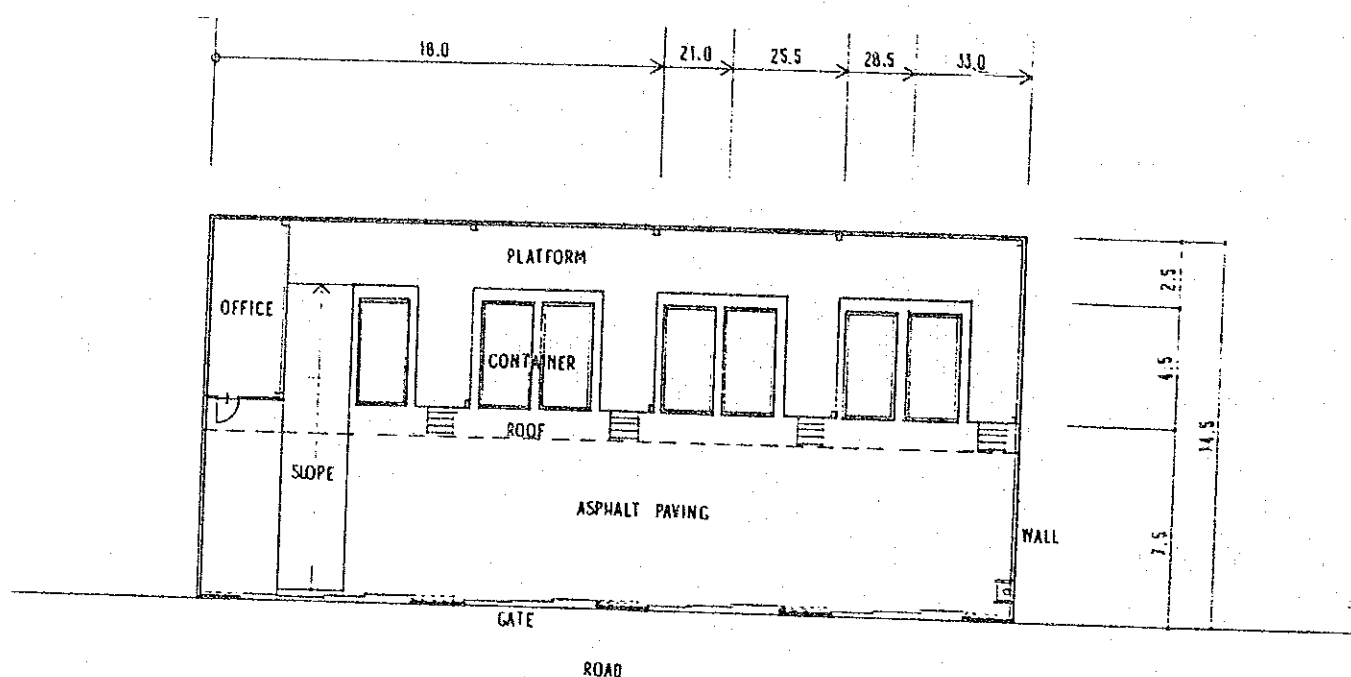 18.0 21.0 25.5 28.5 33.0
PLATFORM
2.5
OFFICE
CONTAINER
4.5
ROOF
14.5
SLOPE
ASPHALT PAVING
WALL
7.5
GATE
ROAD